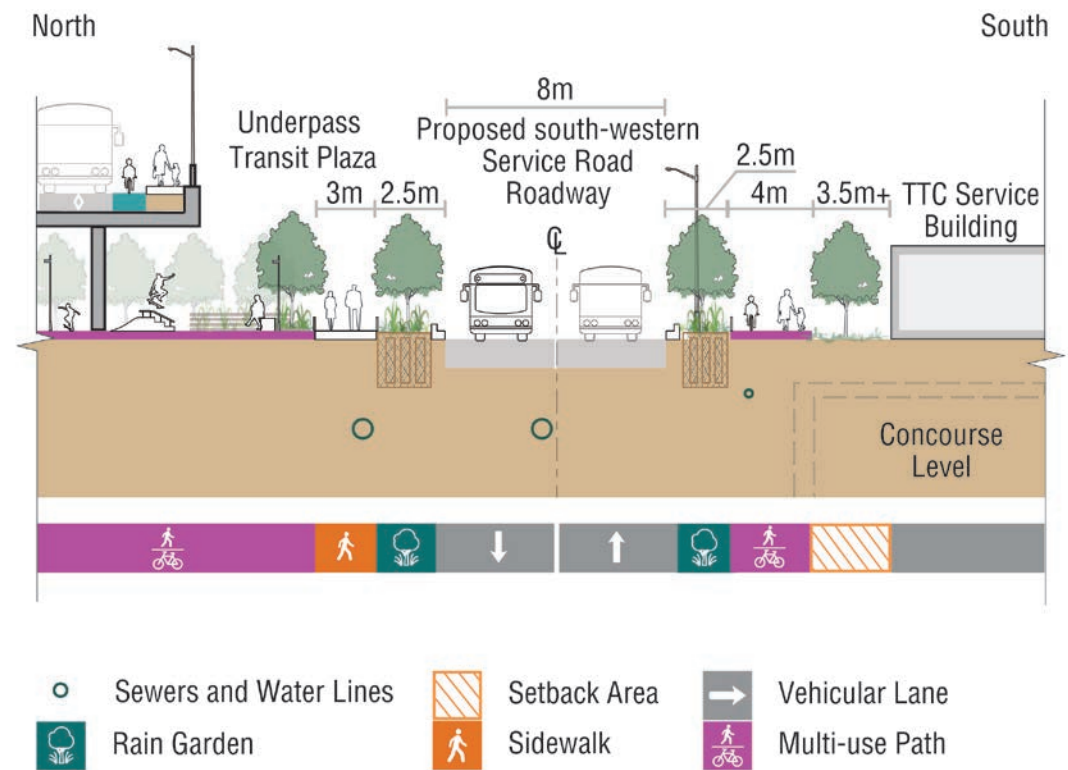 North
South
8m
Underpass
Transit Plaza
Proposed south-western
Service Road
Roadway
2.5m
3m
2.5m
4m
3.5m+
TTC Service
Building
℄
Concourse
Level
Sewers and Water Lines
Setback Area
Vehicular Lane
Rain Garden
Sidewalk
Multi-use Path